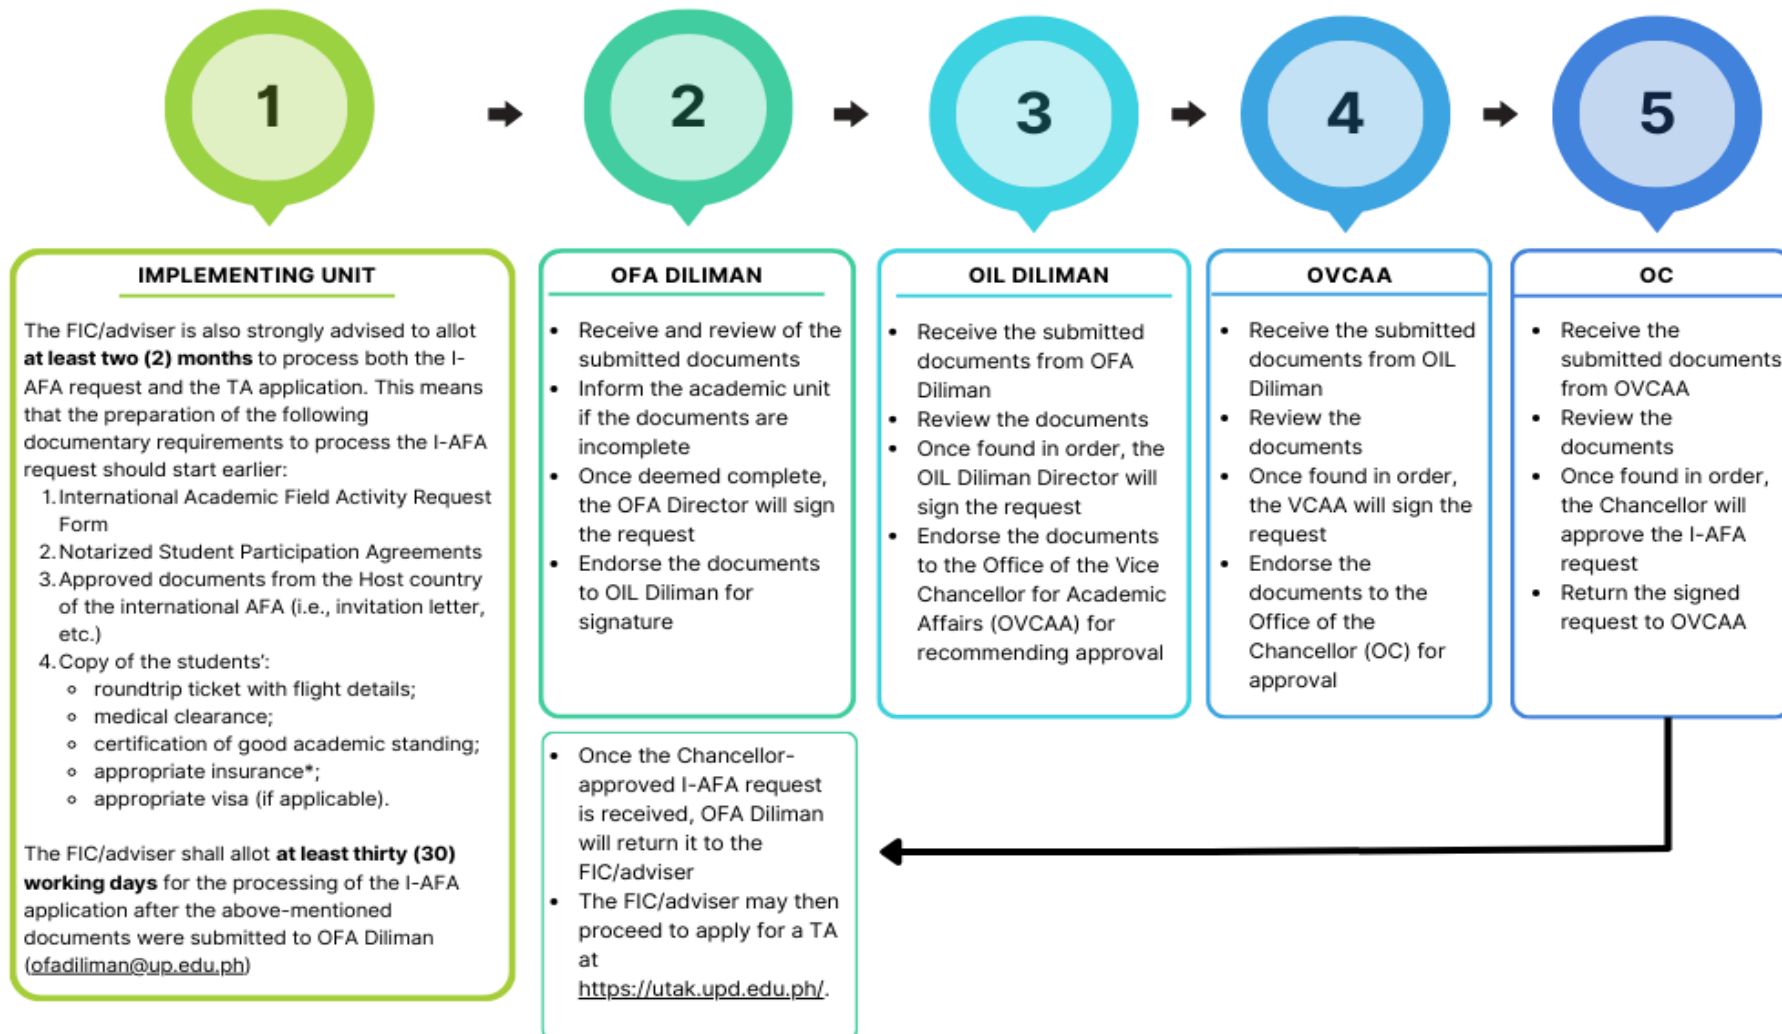 1
2
3
4
5
IMPLEMENTING UNIT
The FIC/adviser is also strongly advised to allot
at least two (2) months to process both the I-
AFA request and the TA application. This means
that the preparation of the following
documentary requirements to process the I-AFA
request should start earlier:
1. International Academic Field Activity Request
Form
2. Notarized Student Participation Agreements
3. Approved documents from the Host country
of the international AFA (i.e., invitation letter,
etc.)
4. Copy of the students':
◦ roundtrip ticket with flight details;
◦ medical clearance;
◦ certification of good academic standing;
◦ appropriate insurance*;
◦ appropriate visa (if applicable).
The FIC/adviser shall allot at least thirty (30)
working days for the processing of the I-AFA
application after the above-mentioned
documents were submitted to OFA Diliman
(ofadiliman@up.edu.ph)
OFA DILIMAN
• Receive and review of the
submitted documents
• Inform the academic unit
if the documents are
incomplete
• Once deemed complete,
the OFA Director will sign
the request
• Endorse the documents
to OIL Diliman for
signature
• Once the Chancellor-
approved I-AFA request
is received, OFA Diliman
will return it to the
FIC/adviser
• The FIC/adviser may then
proceed to apply for a TA
at
https://utak.upd.edu.ph/.
OIL DILIMAN
• Receive the submitted
documents from OFA
Diliman
• Review the documents
• Once found in order, the
OIL Diliman Director will
sign the request
• Endorse the documents
to the Office of the Vice
Chancellor for Academic
Affairs (OVCAA) for
recommending approval
OVCAA
• Receive the submitted
documents from OIL
Diliman
• Review the
documents
• Once found in order,
the VCAA will sign the
request
• Endorse the
documents to the
Office of the
Chancellor (OC) for
approval
OC
• Receive the
submitted documents
from OVCAA
• Review the
documents
• Once found in order,
the Chancellor will
approve the I-AFA
request
• Return the signed
request to OVCAA